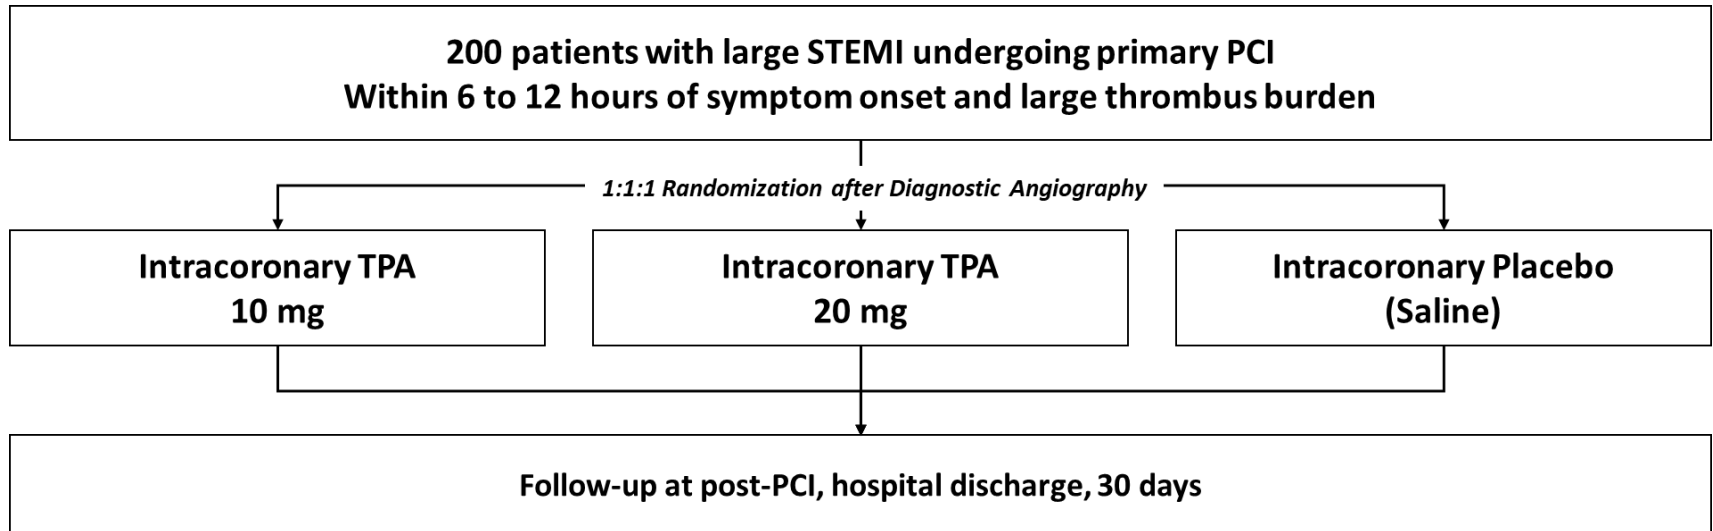 200 patients with large STEMI undergoing primary PCI
Within 6 to 12 hours of symptom onset and large thrombus burden
1:1:1 Randomization after Diagnostic Angiography
Intracoronary TPA
10 mg
Intracoronary TPA
20 mg
Intracoronary Placebo
(Saline)
Follow-up at post-PCI, hospital discharge, 30 days